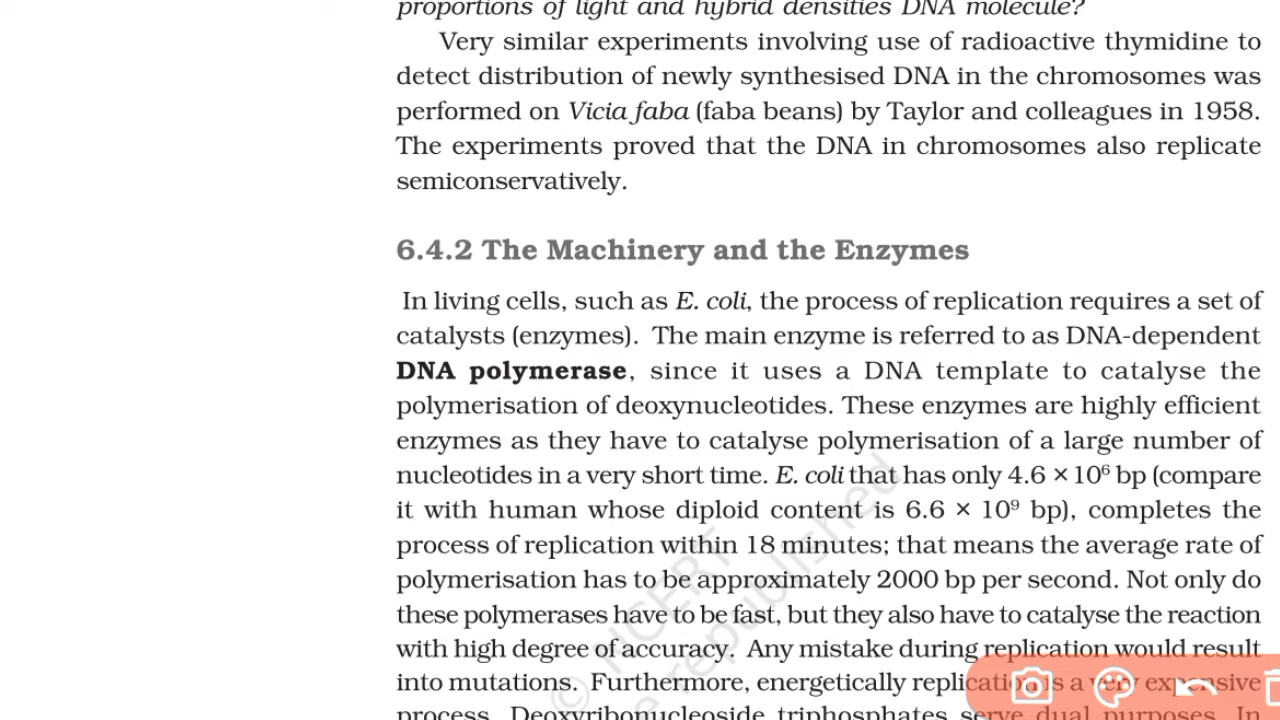 proportions of light and hybrid densities DNA molecule?
Very similar experiments involving use of radioactive thymidine to
detect distribution of newly synthesised DNA in the chromosomes was
performed on Vicia faba (faba beans) by Taylor and colleagues in 1958.
The experiments proved that the DNA in chromosomes also replicate
semiconservatively.
6.4.2 The Machinery and the Enzymes
In living cells, such as E. coli, the process of replication requires a set of
catalysts (enzymes). The main enzyme is referred to as DNA-dependent
DNA polymerase, since it uses a DNA template to catalyse the
polymerisation of deoxynucleotides. These enzymes are highly efficient
enzymes as they have to catalyse polymerisation of a large number of
nucleotides in a very short time. E. coli that has only 4.6 × 10⁶ bp (compare
it with human whose diploid content is 6.6 × 10⁹ bp), completes the
process of replication within 18 minutes; that means the average rate of
polymerisation has to be approximately 2000 bp per second. Not only do
these polymerases have to be fast, but they also have to catalyse the reaction
with high degree of accuracy. Any mistake during replication would result
into mutations. Furthermore, energetically replication is a very expensive
process. Deoxyribonucleoside triphosphates serve dual purposes. In
© NCERT
e republished